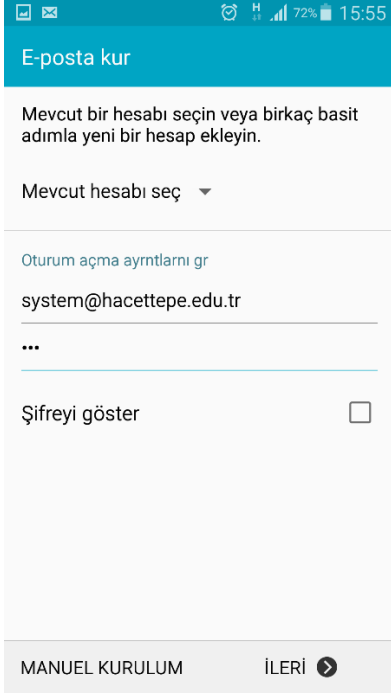 H 72% 15:55
E-posta kur
Mevcut bir hesabı seçin veya birkaç basit
adımla yeni bir hesap ekleyin.
Mevcut hesabı seç
Oturum açma ayrntlarnı gr
system@hacettepe.edu.tr
•••
Şifreyi göster
MANUEL KURULUM İLERİ